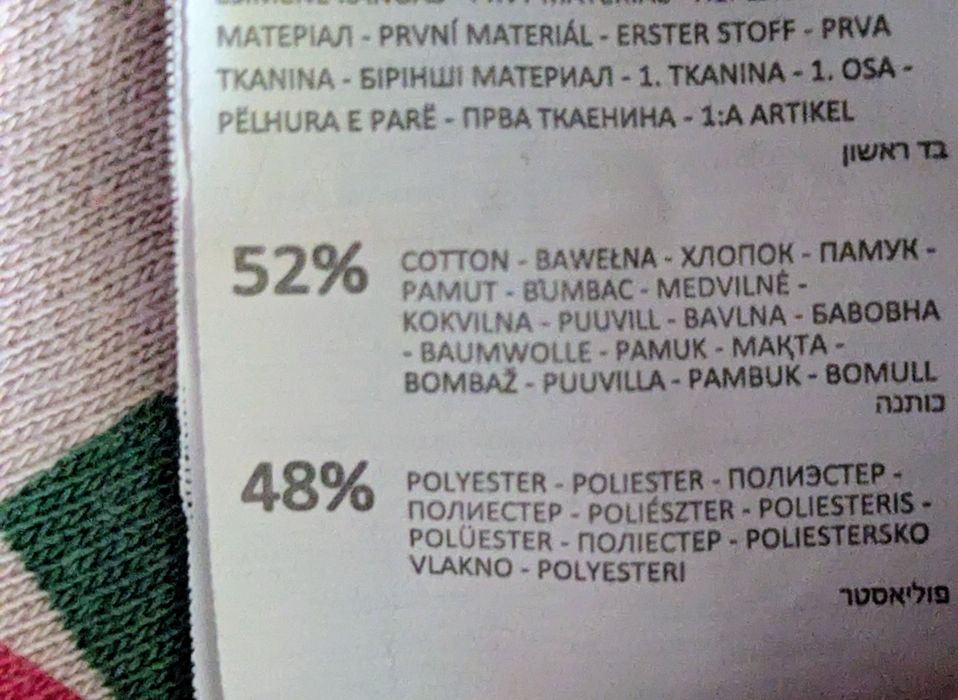 МАТЕРІАЛ - PRVNÍ MATERIÁL - ERSTER STOFF - PRVA
TKANINA - БІРІНШІ МАТЕРИАЛ - 1. TKANINA - 1. OSA -
PËLHURA E PARË - ПРВА ТКАЕНИНА - 1:A ARTIKEL
בד ראשון
52% COTTON - BAWEŁNA - ХЛОПОК - ПАМУК -
PAMUT - BUMBAC - MEDVILNĖ -
KOKVILNA - PUUVILL - BAVLNA - БАВОВНА
- BAUMWOLLE - PAMUK - МАҚТА -
BOMBAŽ - PUUVILLA - PAMBUK - BOMULL
כותנה
48% POLYESTER - POLIESTER - ПОЛИЭСТЕР -
ПОЛИЕСТЕР - POLIÉSZTER - POLIESTERIS -
POLÜESTER - ПОЛІЕСТЕР - POLIESTERSKO
VLAKNO - POLYESTERI
פוליאסטר